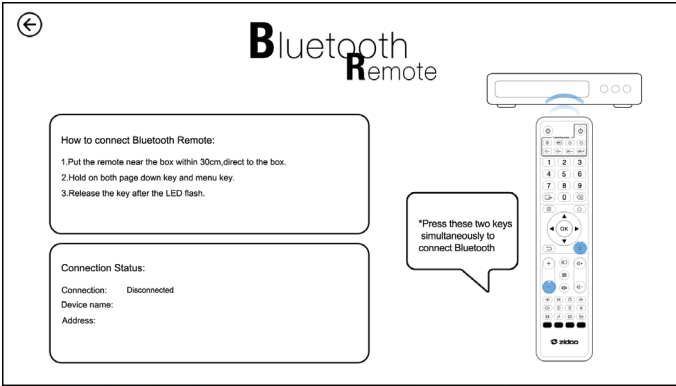 Bluetooth
Remote
How to connect Bluetooth Remote:
1.Put the remote near the box within 30cm,direct to the box.
2.Hold on both page down key and menu key.
3.Release the key after the LED flash.
*Press these two keys
simultaneously to
connect Bluetooth
Connection Status:
Connection: Disconnected
Device name:
Address:
1 2 3
4 5 6
7 8 9
0
OK
zidoo